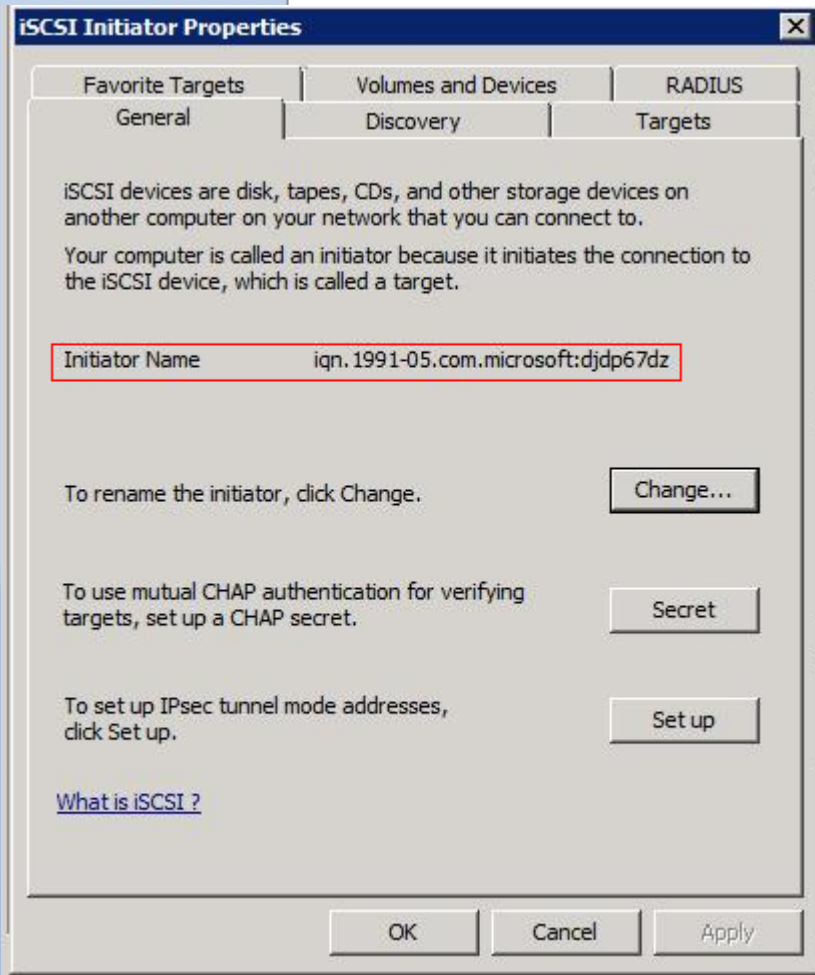 iSCSI Initiator Properties
Favorite Targets
Volumes and Devices
RADIUS
General
Discovery
Targets
iSCSI devices are disk, tapes, CDs, and other storage devices on
another computer on your network that you can connect to.
Your computer is called an initiator because it initiates the connection to
the iSCSI device, which is called a target.
Initiator Name iqn.1991-05.com.microsoft:djdp67dz
To rename the initiator, click Change.
Change...
To use mutual CHAP authentication for verifying
targets, set up a CHAP secret.
Secret
To set up IPsec tunnel mode addresses,
click Set up.
Set up
What is iSCSI ?
OK
Cancel
Apply